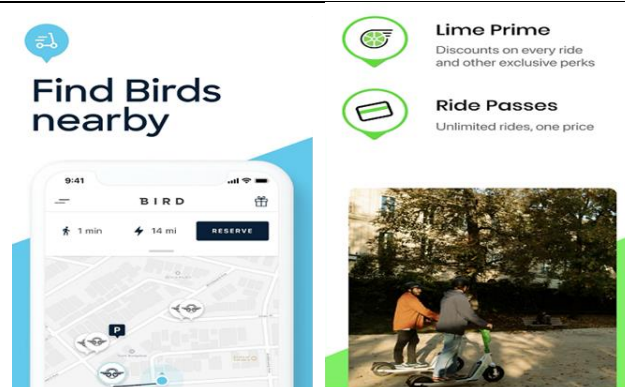 Find Birds
nearby
9:41
BIRD
1 min
14 mi
RESERVE
P
Lime Prime
Discounts on every ride
and other exclusive perks
Ride Passes
Unlimited rides, one price